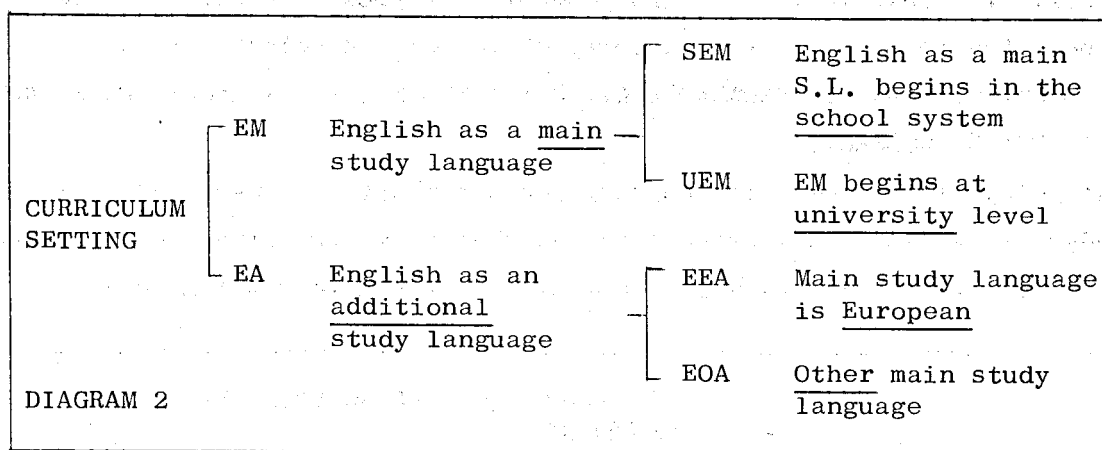 SEM English as a main
S.L. begins in the
school system
EM English as a main
study language
UEM EM begins at
university level
CURRICULUM
SETTING
EA English as an
additional
study language
EEA Main study language
is European
EOA Other main study
language
DIAGRAM 2